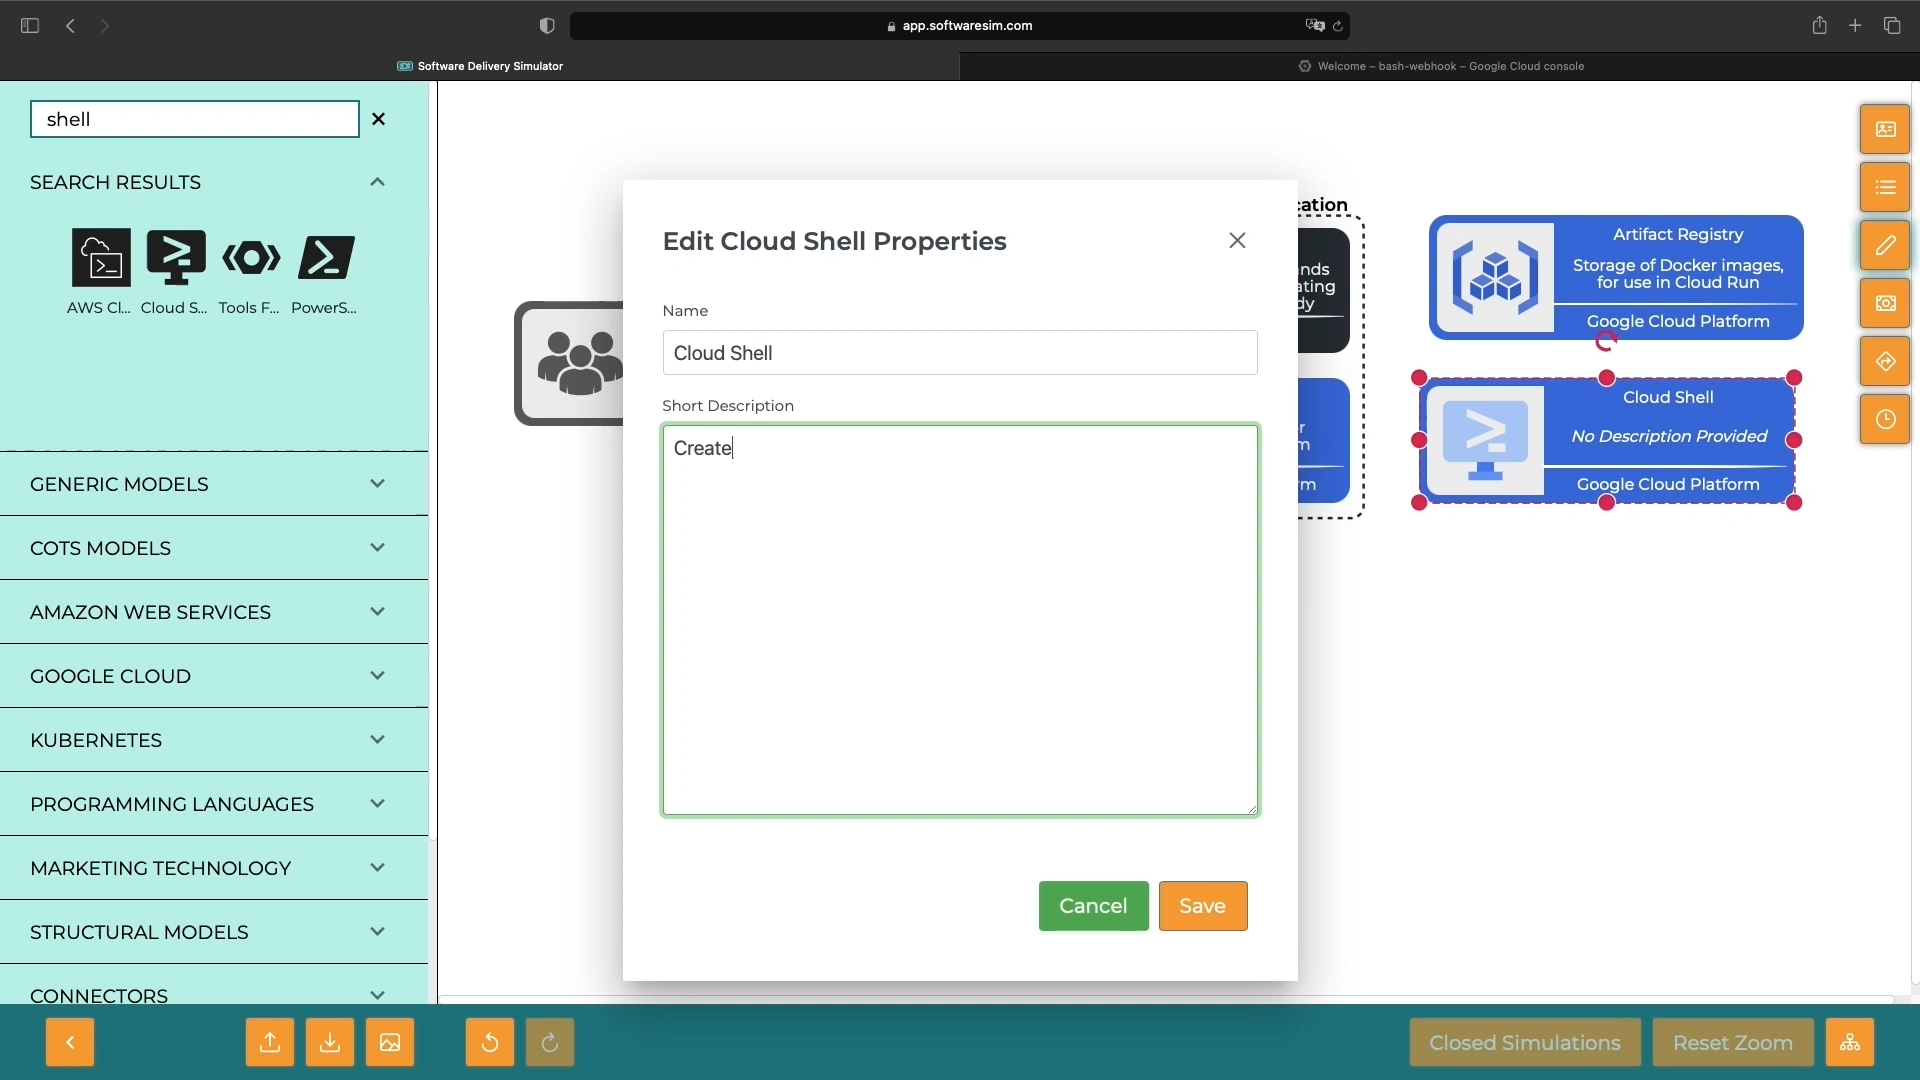 app.softwaresim.com
Software Delivery Simulator
Welcome – bash-webhook – Google Cloud console
shell
SEARCH RESULTS
AWS Cl...
Cloud S...
Tools F...
PowerS...
GENERIC MODELS
COTS MODELS
AMAZON WEB SERVICES
GOOGLE CLOUD
KUBERNETES
PROGRAMMING LANGUAGES
MARKETING TECHNOLOGY
STRUCTURAL MODELS
CONNECTORS
Edit Cloud Shell Properties
Name
Cloud Shell
Short Description
Create
Cancel
Save
cation
nds
ating
dy
r
m
rm
Artifact Registry
Storage of Docker images,
for use in Cloud Run
Google Cloud Platform
Cloud Shell
No Description Provided
Google Cloud Platform
Closed Simulations
Reset Zoom